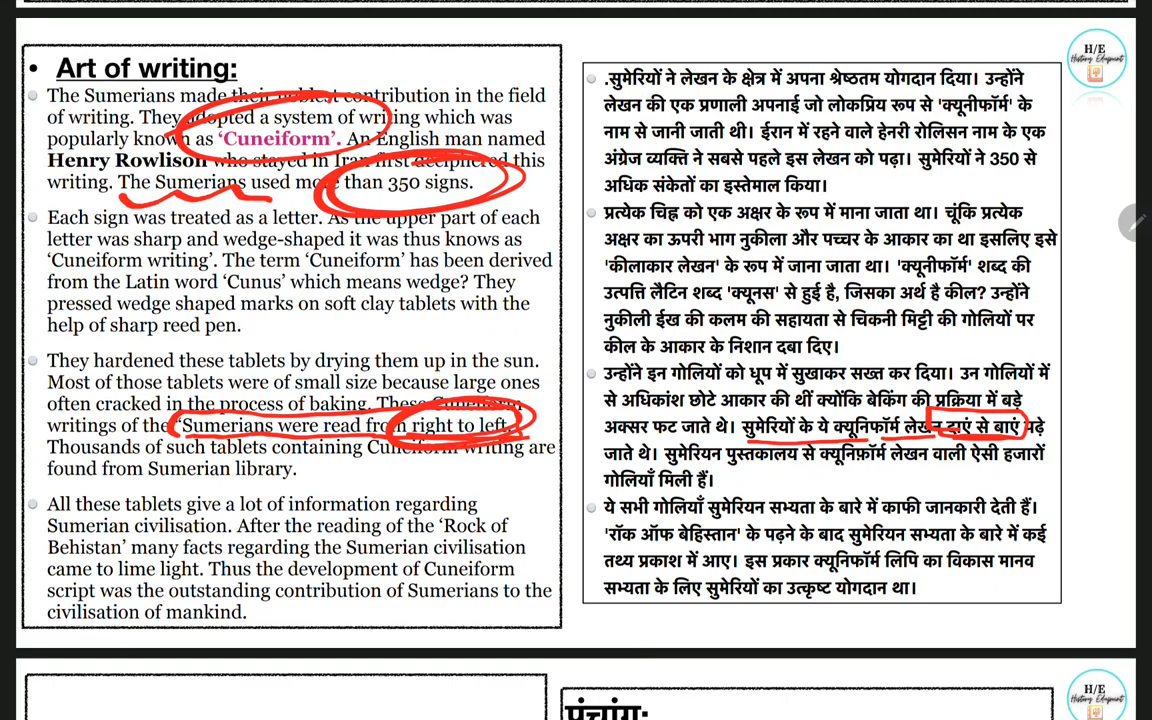 • Art of writing:
The Sumerians made their noblest contribution in the field
of writing. They adopted a system of writing which was
popularly known as ‘Cuneiform’. An English man named
Henry Rowlison who stayed in Iran first deciphered this
writing. The Sumerians used more than 350 signs.
Each sign was treated as a letter. As the upper part of each
letter was sharp and wedge-shaped it was thus knows as
‘Cuneiform writing’. The term ‘Cuneiform’ has been derived
from the Latin word ‘Cunus’ which means wedge? They
pressed wedge shaped marks on soft clay tablets with the
help of sharp reed pen.
They hardened these tablets by drying them up in the sun.
Most of those tablets were of small size because large ones
often cracked in the process of baking. These Cuneiform
writings of the “Sumerians were read from right to left.
Thousands of such tablets containing Cuneiform writing are
found from Sumerian library.
All these tablets give a lot of information regarding
Sumerian civilisation. After the reading of the ‘Rock of
Behistan’ many facts regarding the Sumerian civilisation
came to lime light. Thus the development of Cuneiform
script was the outstanding contribution of Sumerians to the
civilisation of mankind.
.सुमेरियों ने लेखन के क्षेत्र में अपना श्रेष्ठतम योगदान दिया। उन्होंने
लेखन की एक प्रणाली अपनाई जो लोकप्रिय रूप से 'क्यूनीफॉर्म' के
नाम से जानी जाती थी। ईरान में रहने वाले हेनरी रोलिसन नाम के एक
अंग्रेज व्यक्ति ने सबसे पहले इस लेखन को पढ़ा। सुमेरियों ने 350 से
अधिक संकेतों का इस्तेमाल किया।
प्रत्येक चिह्न को एक अक्षर के रूप में माना जाता था। चूंकि प्रत्येक
अक्षर का ऊपरी भाग नुकीला और पच्चर के आकार का था इसलिए इसे
'कीलाकार लेखन' के रूप में जाना जाता था। 'क्यूनीफॉर्म' शब्द की
उत्पत्ति लैटिन शब्द 'क्यूनस' से हुई है, जिसका अर्थ है कील? उन्होंने
नुकीली ईख की कलम की सहायता से चिकनी मिट्टी की गोलियों पर
कील के आकार के निशान दबा दिए।
उन्होंने इन गोलियों को धूप में सुखाकर सख्त कर दिया। उन गोलियों में
से अधिकांश छोटे आकार की थीं क्योंकि बेकिंग की प्रक्रिया में बड़े
अक्सर फट जाते थे। सुमेरियों के ये क्यूनिफॉर्म लेखन दाएं से बाएं पढ़े
जाते थे। सुमेरियन पुस्तकालय से क्यूनिफ़ॉर्म लेखन वाली ऐसी हजारों
गोलियाँ मिली हैं।
ये सभी गोलियाँ सुमेरियन सभ्यता के बारे में काफी जानकारी देती हैं।
'रॉक ऑफ बेहिस्तान' के पढ़ने के बाद सुमेरियन सभ्यता के बारे में कई
तथ्य प्रकाश में आए। इस प्रकार क्यूनिफॉर्म लिपि का विकास मानव
सभ्यता के लिए सुमेरियों का उत्कृष्ट योगदान था।
H/E
History Edupoint
पंचांग:
H/E
History Edupoint